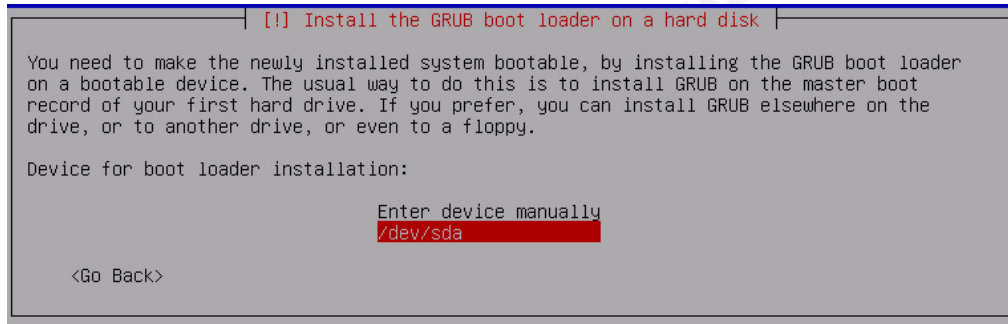 [!] Install the GRUB boot loader on a hard disk
You need to make the newly installed system bootable, by installing the GRUB boot loader
on a bootable device. The usual way to do this is to install GRUB on the master boot
record of your first hard drive. If you prefer, you can install GRUB elsewhere on the
drive, or to another drive, or even to a floppy.
Device for boot loader installation:
Enter device manually
/dev/sda
<Go Back>